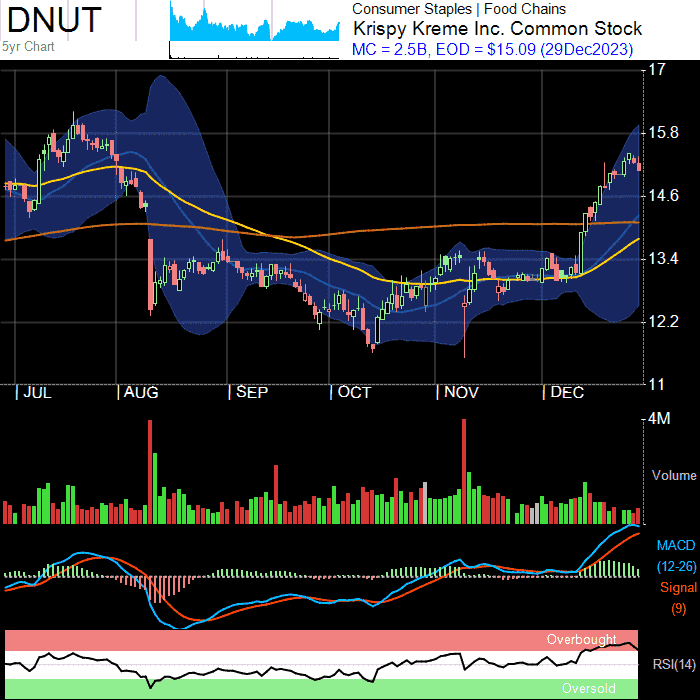 DNUT
5yr Chart
Consumer Staples | Food Chains
Krispy Kreme Inc. Common Stock
MC = 2.5B, EOD = $15.09 (29Dec2023)
17
15.8
14.6
13.4
12.2
11
JUL AUG SEP OCT NOV DEC
4M
Volume
MACD
(12-26)
Signal
(9)
Overbought
RSI(14)
Oversold